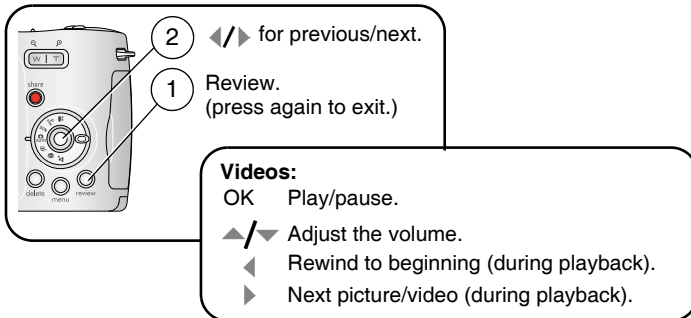 2 ◀/▶ for previous/next.
1 Review.
(press again to exit.)
W | T
share
delete
menu
review
Videos:
OK Play/pause.
▲/▼ Adjust the volume.
◀ Rewind to beginning (during playback).
▶ Next picture/video (during playback).